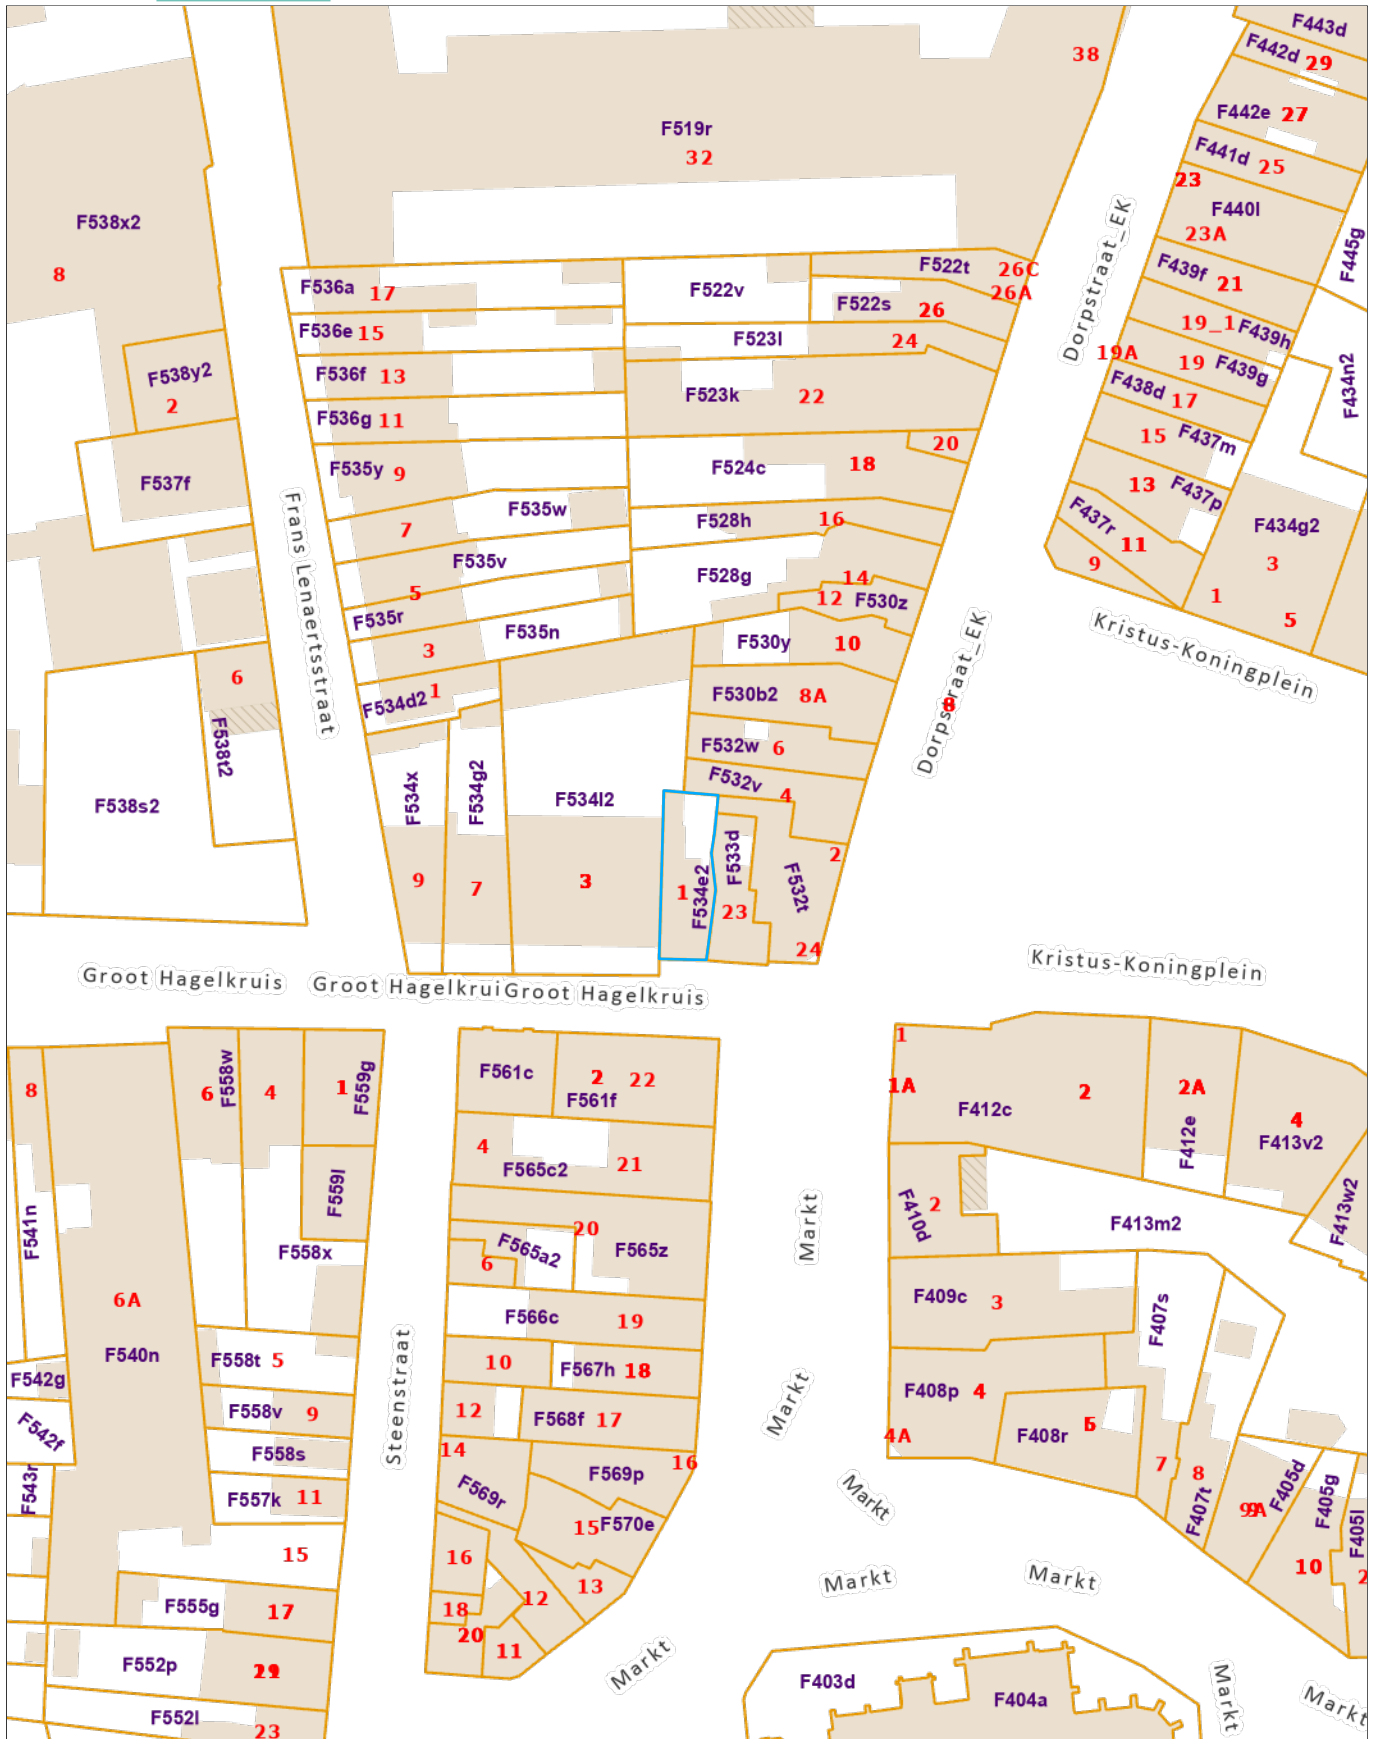 F443d
F442d 29
38
F442e 27
F519r
32
F441d 25
23
F440l
23A
F538x2
8
Dorpstraat_EK
F445g
F522t 26C
F439f 21
F536a 17
F522v
26A
F522s 26
F536e 15
F523l 24
19_1 F439h
19A
19 F439g
F538y2
2
F536f 13
F523k 22
F438d 17
F434n2
F536g 11
15 F437m
20
F535y 9
F524c 18
F537f
13 F437p
F535w
F437r
7
F528h 16
F434g2
11
F535v
9
3
F528g
14
5
12 F530z
1
F535r
5
F535n
Frans Lenaertsstraat
3
F530y 10
Kristus-Koningplein
6
1
F534d2
F530b2 8A
8
Dorpstraat_EK
F538t2
F532w 6
F532v
4
F534x
F534g2
F534l2
F538s2
2
F533d
F532t
9
7
3
1
F534e2
23
24
Kristus-Koningplein
Groot Hagelkruis
Groot Hagelkrui
Groot Hagelkruis
1
8
6 F558w
4
1 F559g
F561c
2
22
F561f
1A
2
2A
F412c
F412e
4
F413v2
4
F565c2
21
F559l
F410d
2
F413w2
F413m2
Markt
F541n
F558x
20
F565a2
F565z
6
6A
F409c 3
F407s
F566c 19
F540n
F558t 5
10
F567h 18
F542g
F408p 4
Steenstraat
Markt
F558v 9
12
F568f 17
F542f
5
F408r
4A
F558s
14
16
F569p
7
8
F405d
F543r
F557k 11
F569r
F407t
9A
F405g
F405l
15 F570e
Markt
15
16
10
2
13
Markt
Markt
12
F555g 17
18
20
11
F552p
Markt
F403d
F404a
Markt
Markt
F552l
23